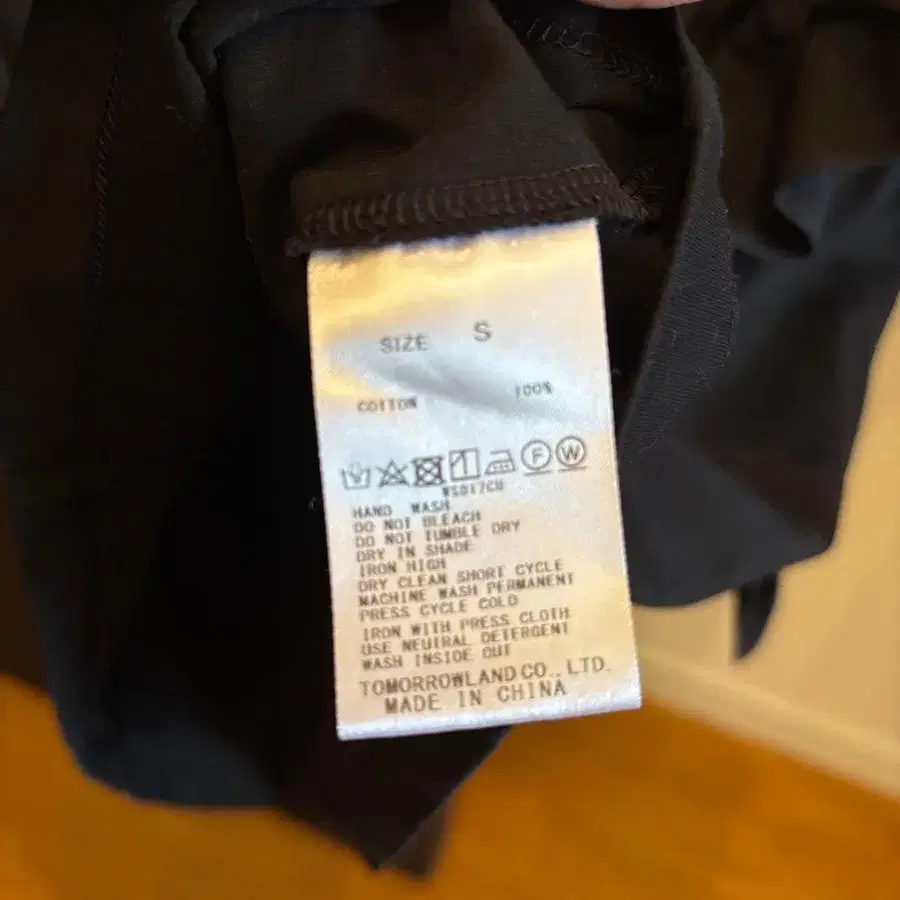 SIZE S
COTTON 100%
F W
VS017CU
HAND WASH
DO NOT BLEACH
DO NOT TUMBLE DRY
DRY IN SHADE
IRON HIGH
DRY CLEAN SHORT CYCLE
MACHINE WASH PERMANENT
PRESS CYCLE COLD
IRON WITH PRESS CLOTH
USE NEUTRAL DETERGENT
WASH INSIDE OUT
TOMORROWLAND CO., LTD.
MADE IN CHINA